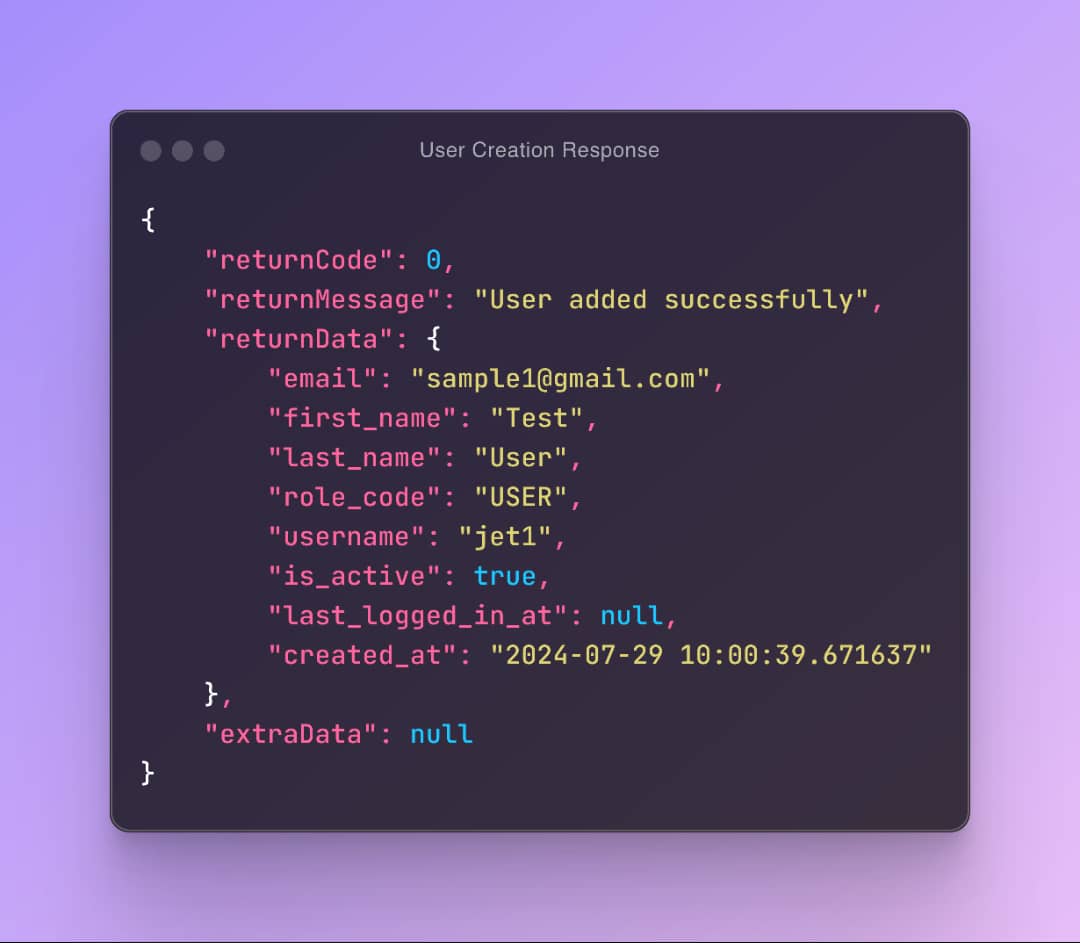 User Creation Response
{
    "returnCode": 0,
    "returnMessage": "User added successfully",
    "returnData": {
        "email": "sample1@gmail.com",
        "first_name": "Test",
        "last_name": "User",
        "role_code": "USER",
        "username": "jet1",
        "is_active": true,
        "last_logged_in_at": null,
        "created_at": "2024-07-29 10:00:39.671637"
    },
    "extraData": null
}